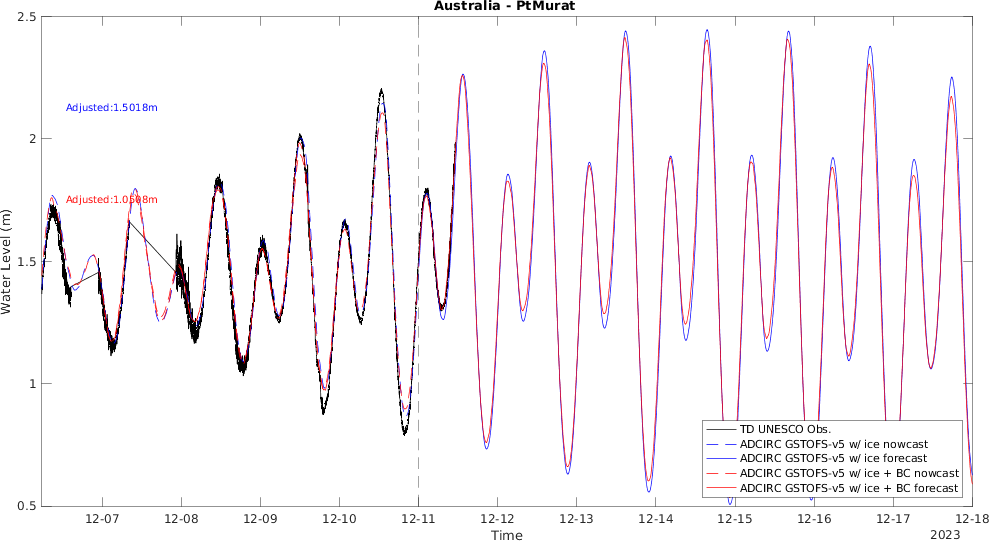 Australia - PtMurat
2.5
2
1.5
1
0.5
Water Level (m)
Adjusted:1.5018m
Adjusted:1.0508m
TD UNESCO Obs.
ADCIRC GSTOFS-v5 w/ ice nowcast
ADCIRC GSTOFS-v5 w/ ice forecast
ADCIRC GSTOFS-v5 w/ ice + BC nowcast
ADCIRC GSTOFS-v5 w/ ice + BC forecast
12-07 12-08 12-09 12-10 12-11 12-12 12-13 12-14 12-15 12-16 12-17 12-18
Time
2023